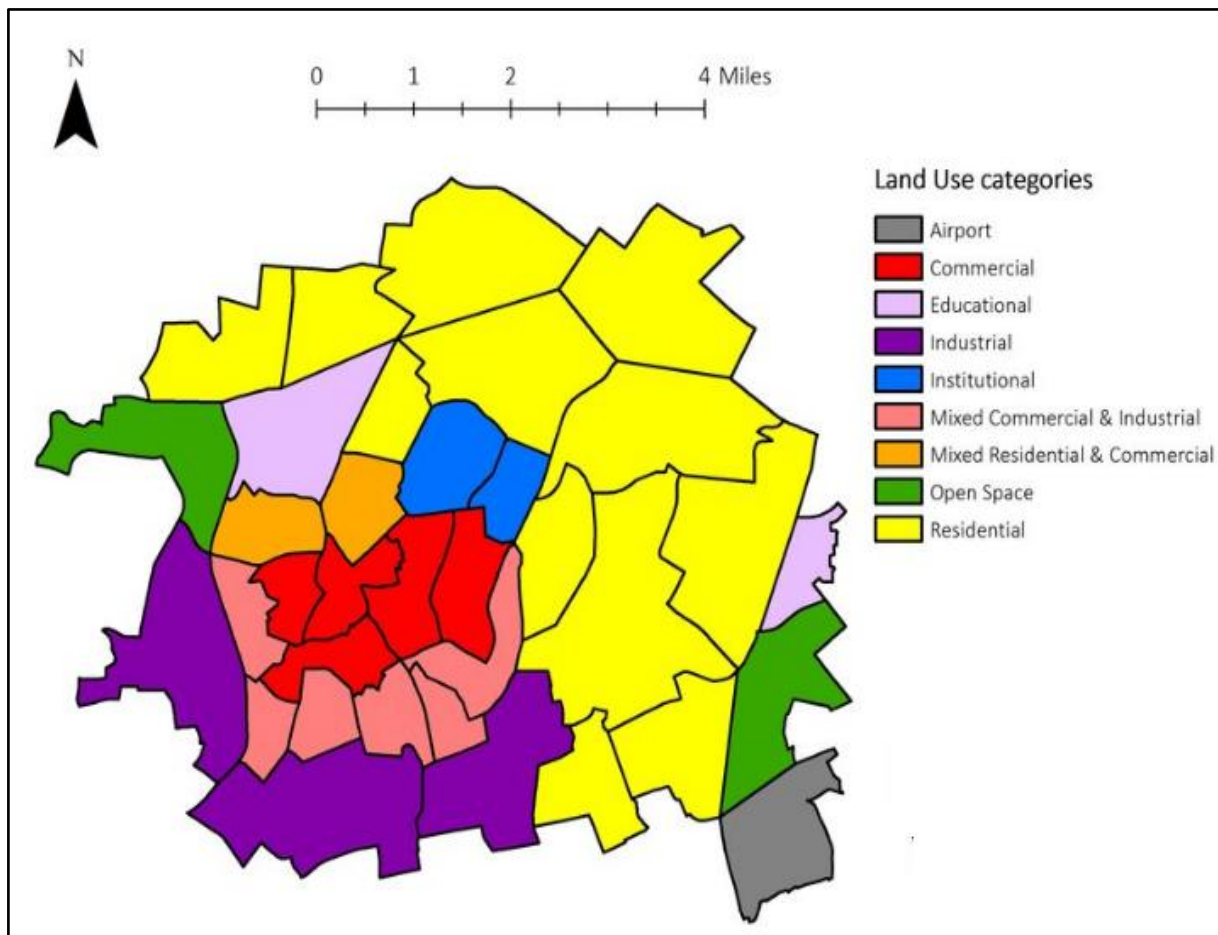 N
0 1 2 4 Miles
Land Use categories
Airport
Commercial
Educational
Industrial
Institutional
Mixed Commercial & Industrial
Mixed Residential & Commercial
Open Space
Residential